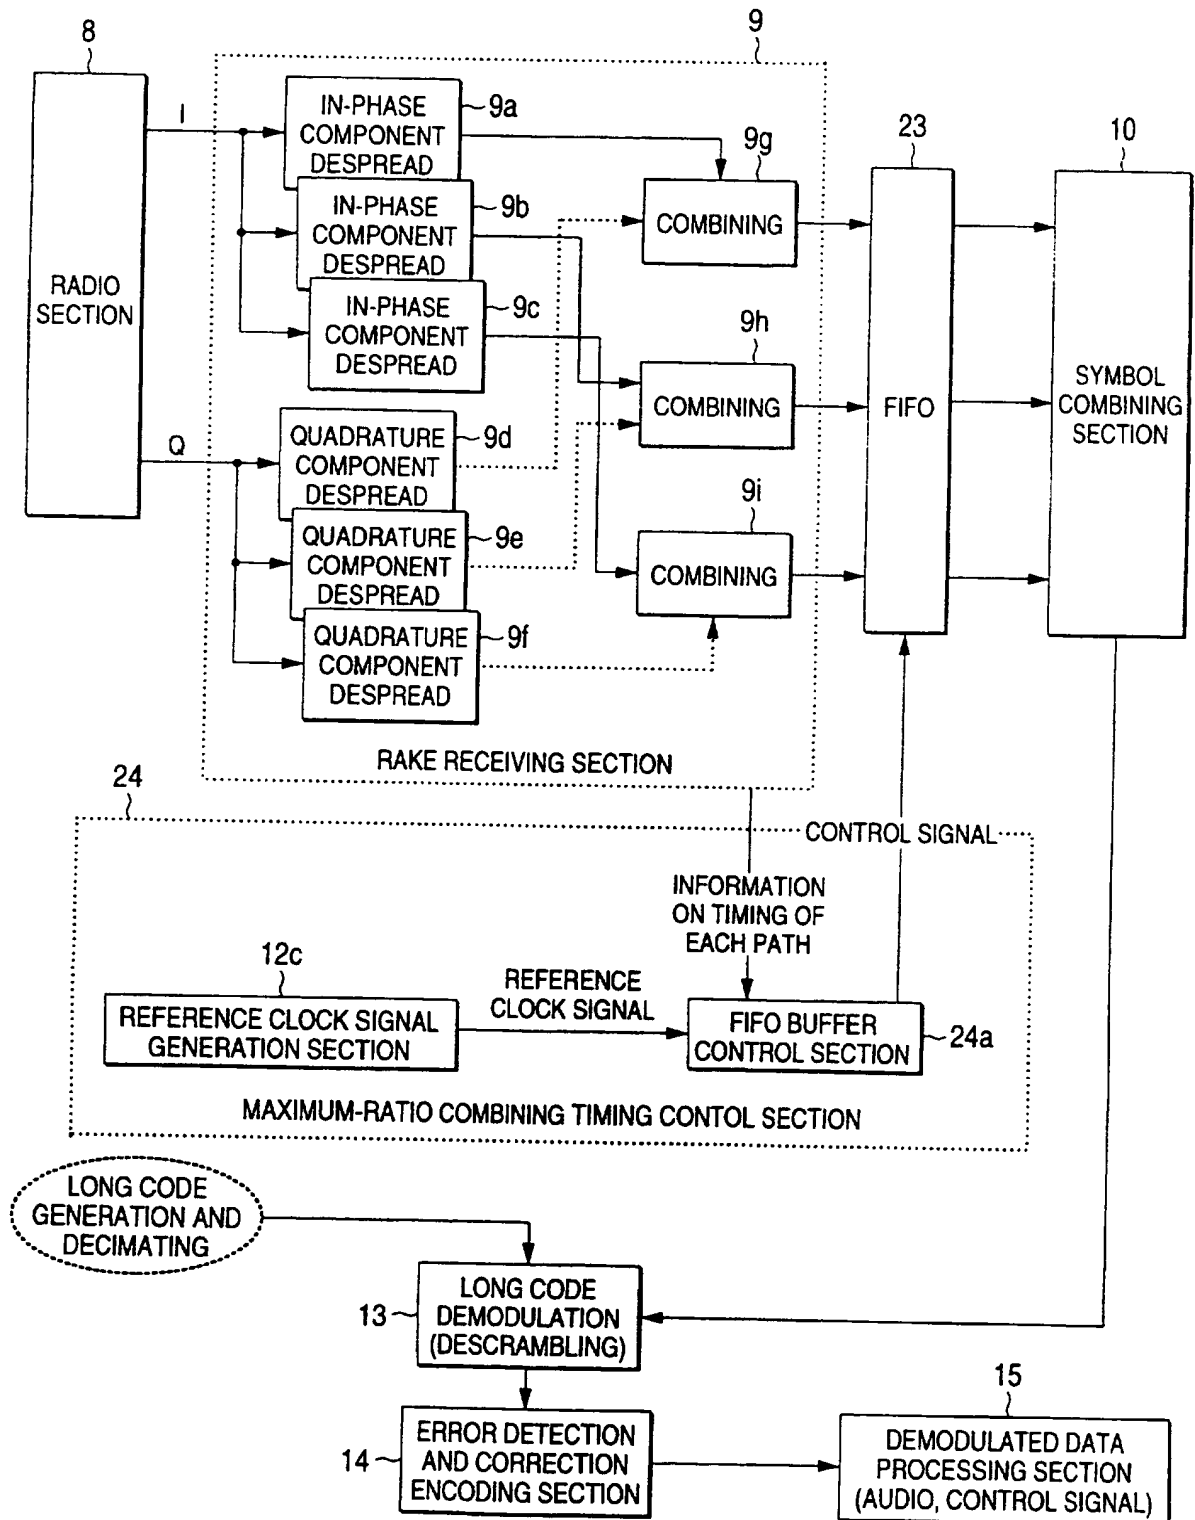 8
9
I
IN-PHASE
COMPONENT
DESPREAD
9a
9g
23
10
IN-PHASE
COMPONENT
DESPREAD
9b
COMBINING
RADIO
SECTION
IN-PHASE
COMPONENT
DESPREAD
9c
9h
COMBINING
FIFO
SYMBOL
COMBINING
SECTION
Q
QUADRATURE
COMPONENT
DESPREAD
9d
9i
QUADRATURE
COMPONENT
DESPREAD
9e
COMBINING
QUADRATURE
COMPONENT
DESPREAD
9f
RAKE RECEIVING SECTION
24
CONTROL SIGNAL
INFORMATION
ON TIMING OF
EACH PATH
12c
REFERENCE CLOCK SIGNAL
GENERATION SECTION
REFERENCE
CLOCK SIGNAL
FIFO BUFFER
CONTROL SECTION
24a
MAXIMUM-RATIO COMBINING TIMING CONTOL SECTION
LONG CODE
GENERATION AND
DECIMATING
13
LONG CODE
DEMODULATION
(DESCRAMBLING)
14
ERROR DETECTION
AND CORRECTION
ENCODING SECTION
15
DEMODULATED DATA
PROCESSING SECTION
(AUDIO, CONTROL SIGNAL)